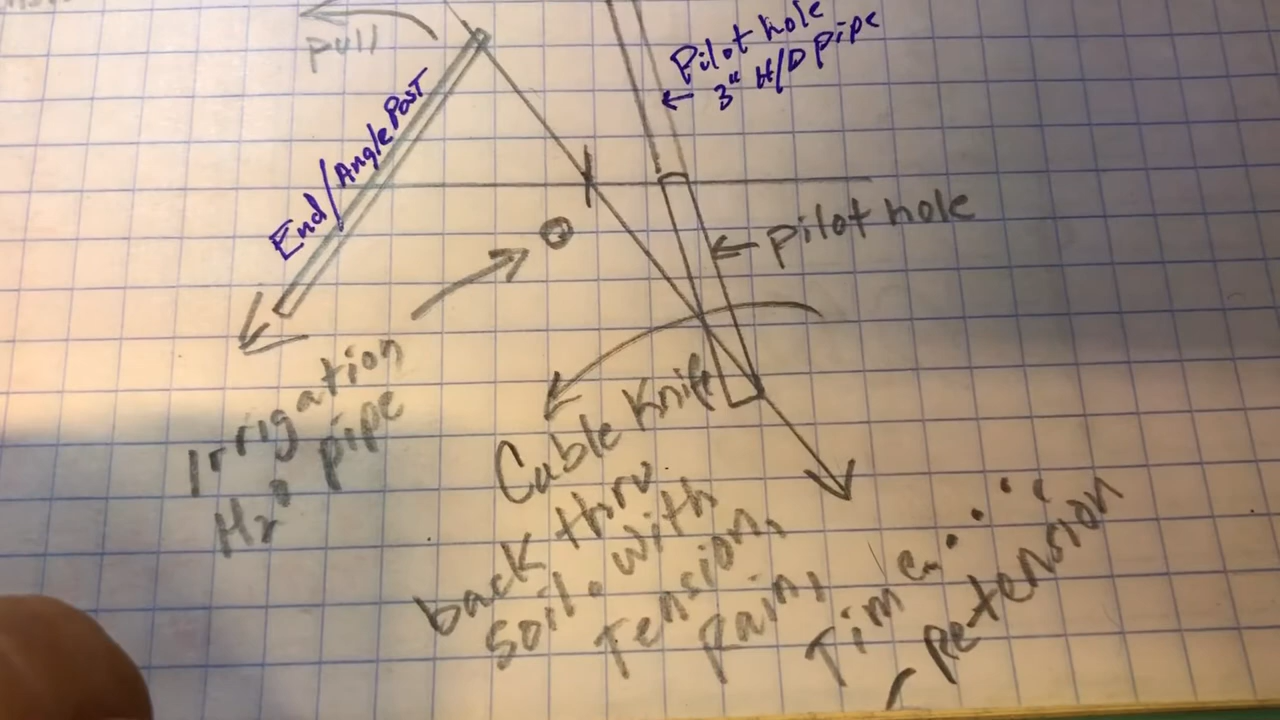 pull
Pilot hole
3" H/D pipe
End/Angle Post
pilot hole
Irrigation
H2O pipe
Cable Knife
back thru
soil. with
Tension,
Rain,
Time...
Retension